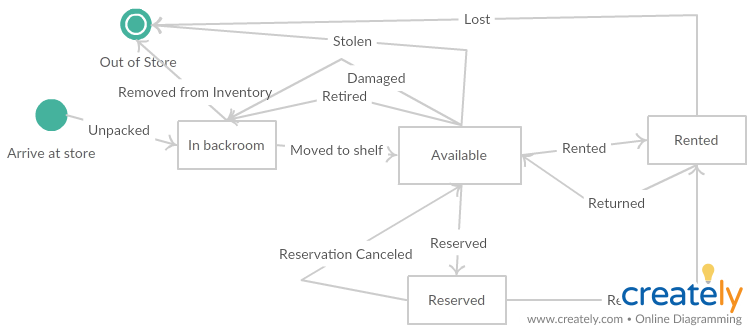 Lost
Stolen
Out of Store
Damaged
Removed from Inventory
Retired
Unpacked
Arrive at store
In backroom
Moved to shelf
Available
Rented
Rented
Returned
Reservation Canceled
Reserved
Reserved
creately
www.creately.com • Online Diagramming